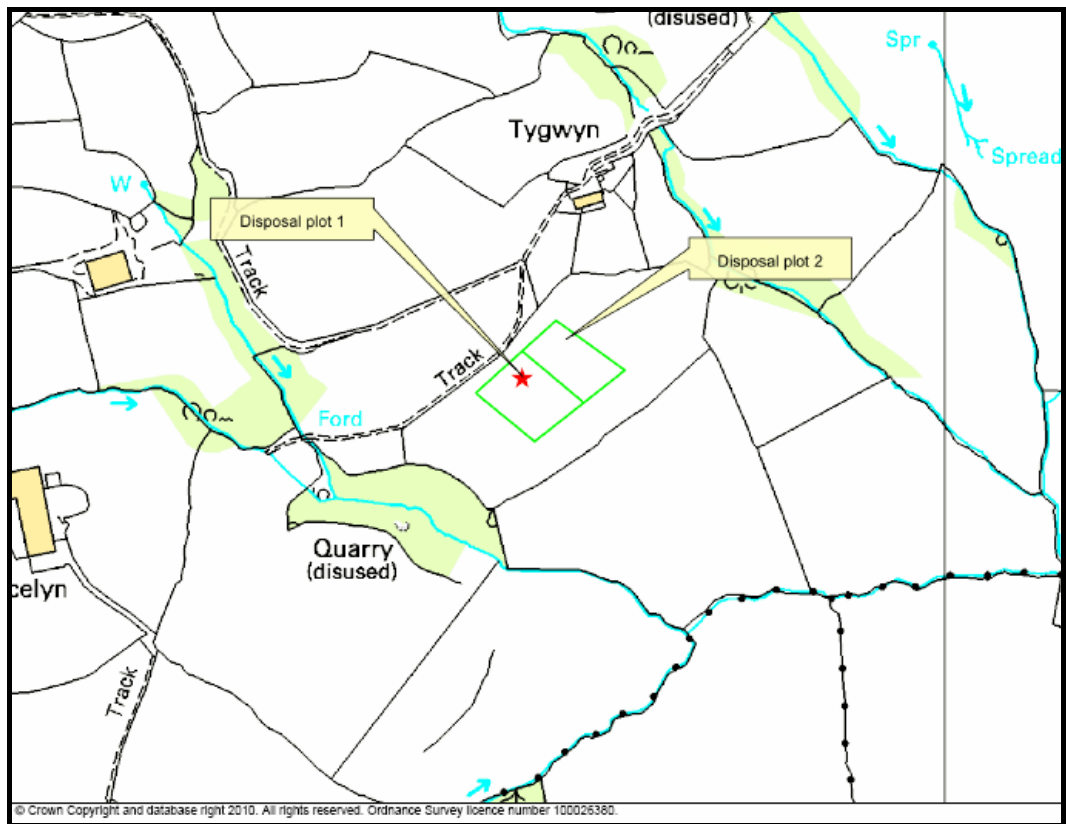 (disused)
Spr
Tygwyn
Spread
W
Disposal plot 1
Disposal plot 2
Track
Track
Ford
Quarry
(disused)
celyn
Track
© Crown Copyright and database right 2010. All rights reserved. Ordnance Survey licence number 100026380.